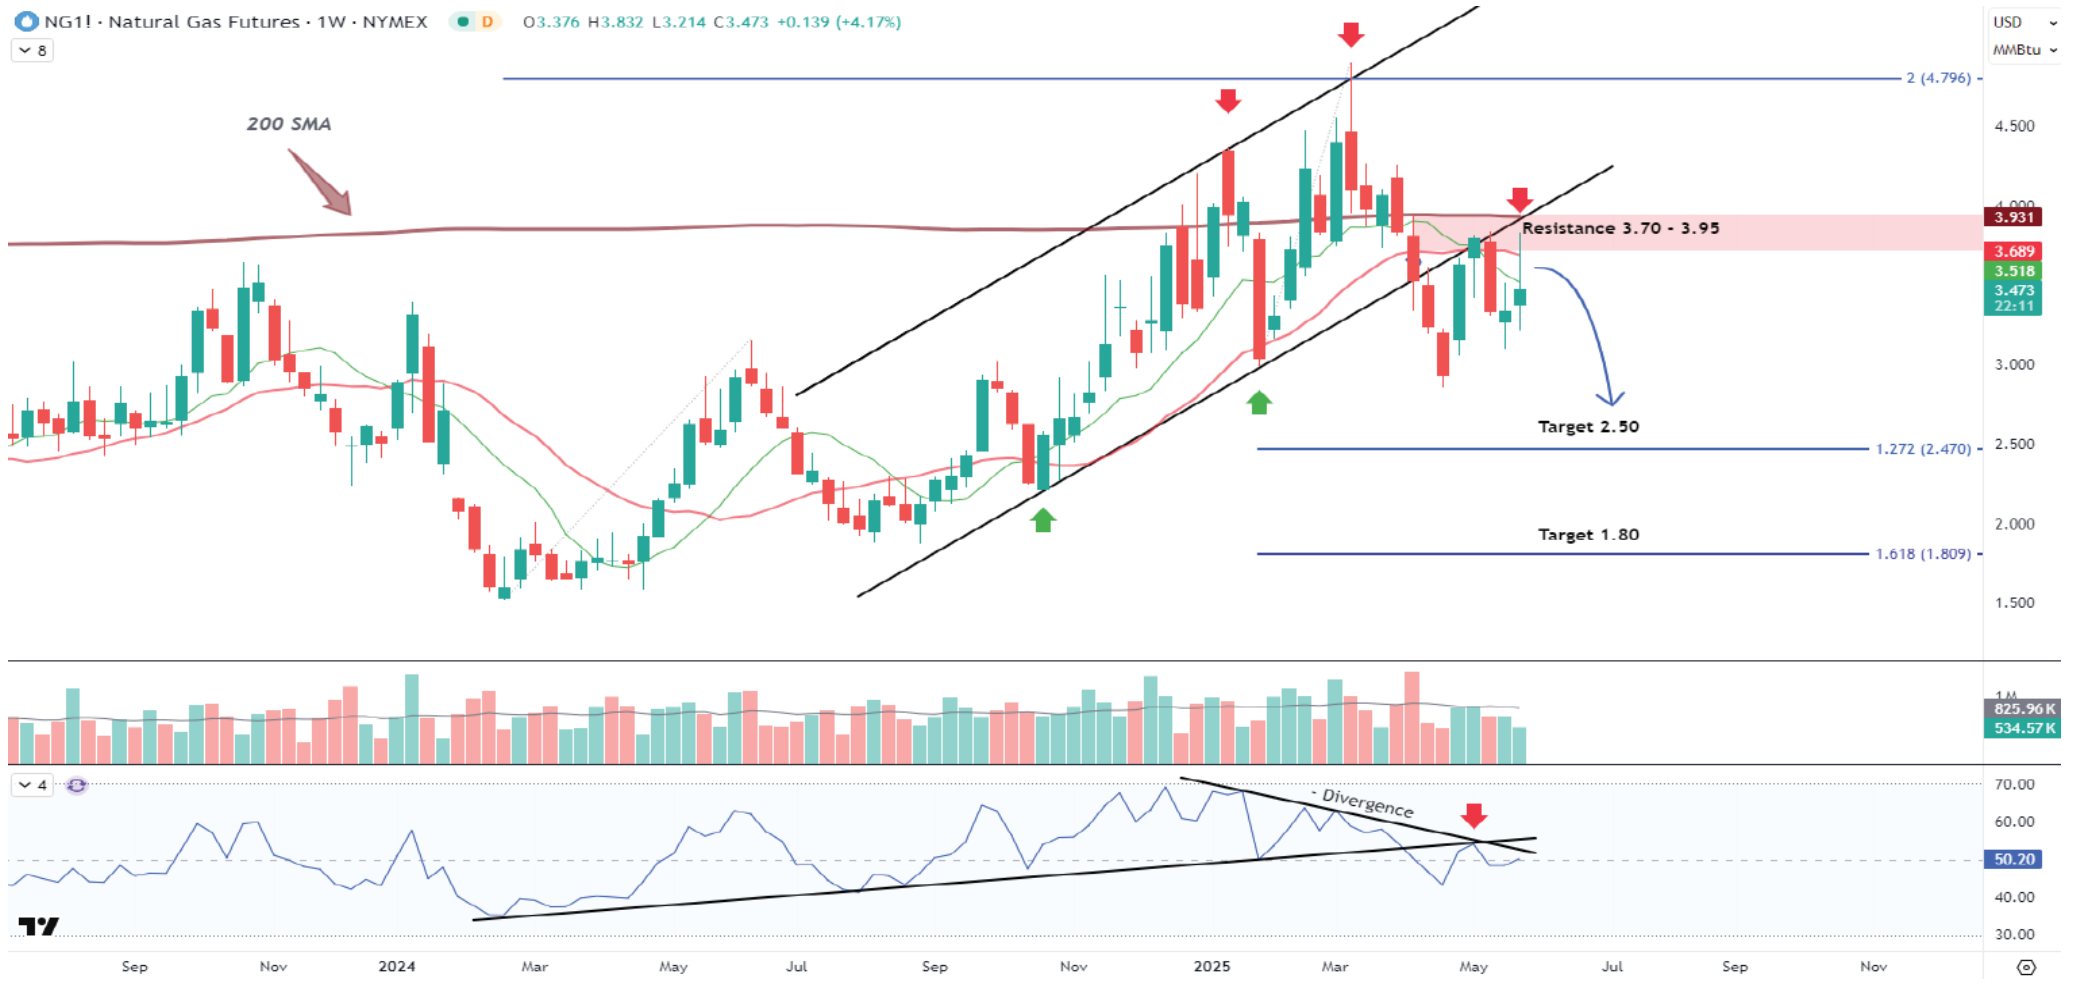 NG1! · Natural Gas Futures · 1W · NYMEX D O3.376 H3.832 L3.214 C3.473 +0.139 (+4.17%)
USD
8
MMBtu
2 (4.796)
200 SMA
4.500
4.000
3.931
Resistance 3.70 - 3.95
3.689
3.518
3.473
22:11
3.000
Target 2.50
2.500
1.272 (2.470)
2.000
Target 1.80
1.618 (1.809)
1.500
1M
825.96K
534.57K
4
70.00
- Divergence
60.00
50.20
40.00
30.00
Sep Nov 2024 Mar May Jul Sep Nov 2025 Mar May Jul Sep Nov